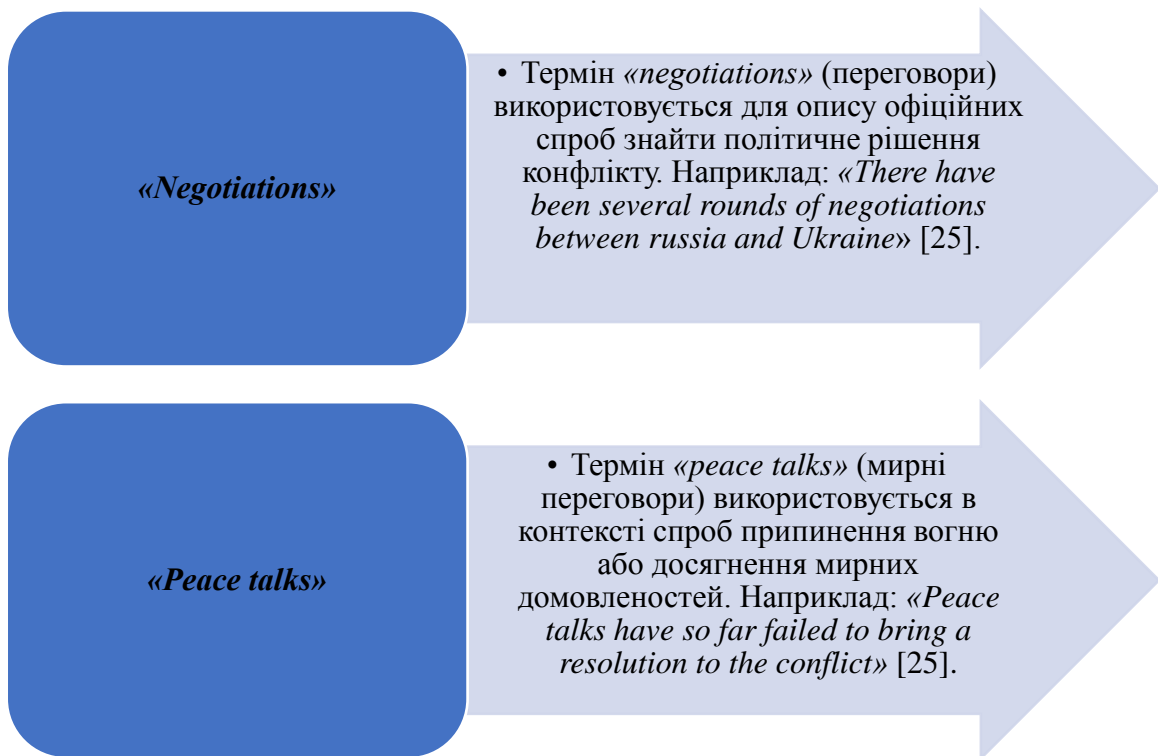 «Negotiations»
• Термін «negotiations» (переговори)
використовується для опису офіційних
спроб знайти політичне рішення
конфлікту. Наприклад: «There have
been several rounds of negotiations
between russia and Ukraine» [25].
«Peace talks»
• Термін «peace talks» (мирні
переговори) використовується в
контексті спроб припинення вогню
або досягнення мирних
домовленостей. Наприклад: «Peace
talks have so far failed to bring a
resolution to the conflict» [25].